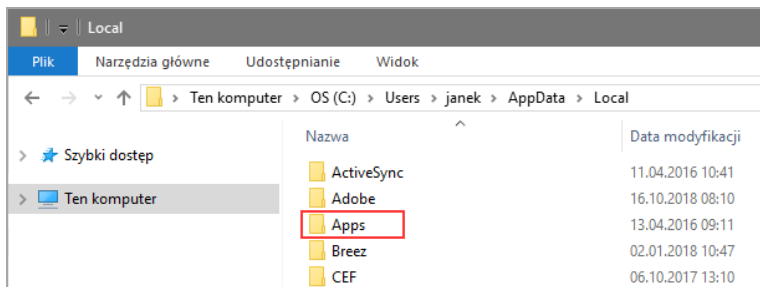 Local
Plik Narzędzia główne Udostępnianie Widok
Ten komputer > OS (C:) > Users > janek > AppData > Local
Nazwa Data modyfikacji
Szybki dostęp
ActiveSync 11.04.2016 10:41
Ten komputer Adobe 16.10.2018 08:10
Apps 13.04.2016 09:11
Breez 02.01.2018 10:47
CEF 06.10.2017 13:10